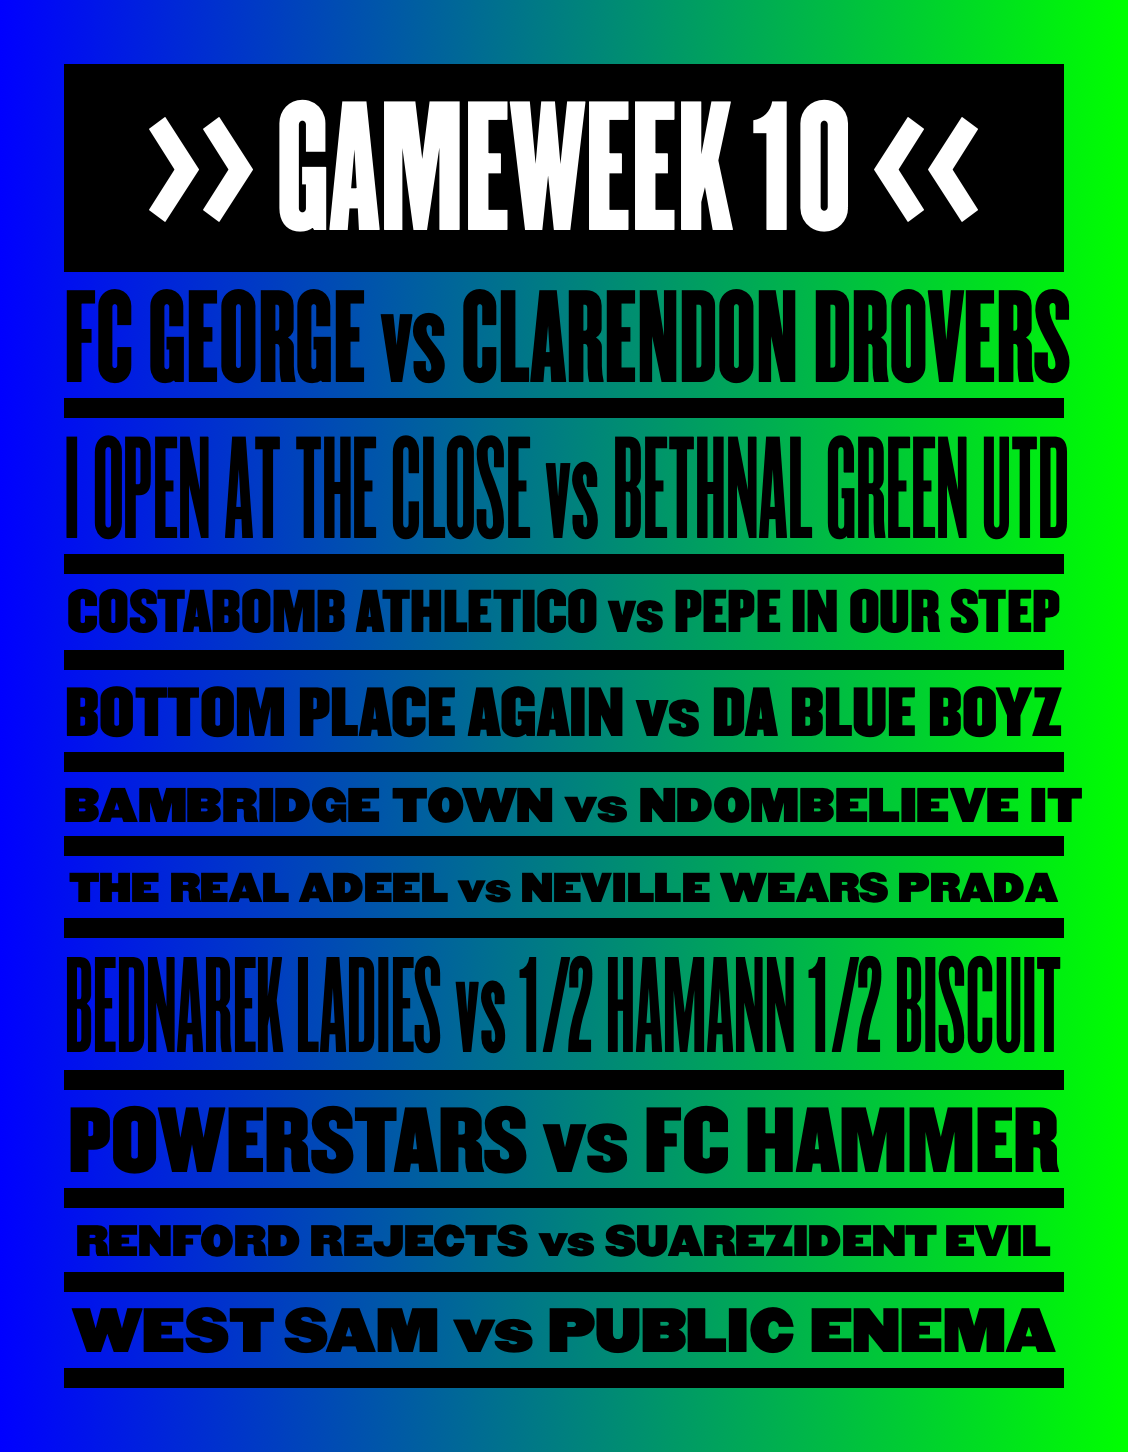 >> GAMEWEEK 10 <<
FC GEORGE vs CLARENDON DROVERS
I OPEN AT THE CLOSE vs BETHNAL GREEN UTD
COSTABOMB ATHLETICO vs PEPE IN OUR STEP
BOTTOM PLACE AGAIN vs DA BLUE BOYZ
BAMBRIDGE TOWN vs NDOMBELIEVE IT
THE REAL ADEEL vs NEVILLE WEARS PRADA
BEDNAREK LADIES vs 1/2 HAMANN 1/2 BISCUIT
POWERSTARS vs FC HAMMER
RENFORD REJECTS vs SUAREZIDENT EVIL
WEST SAM vs PUBLIC ENEMA